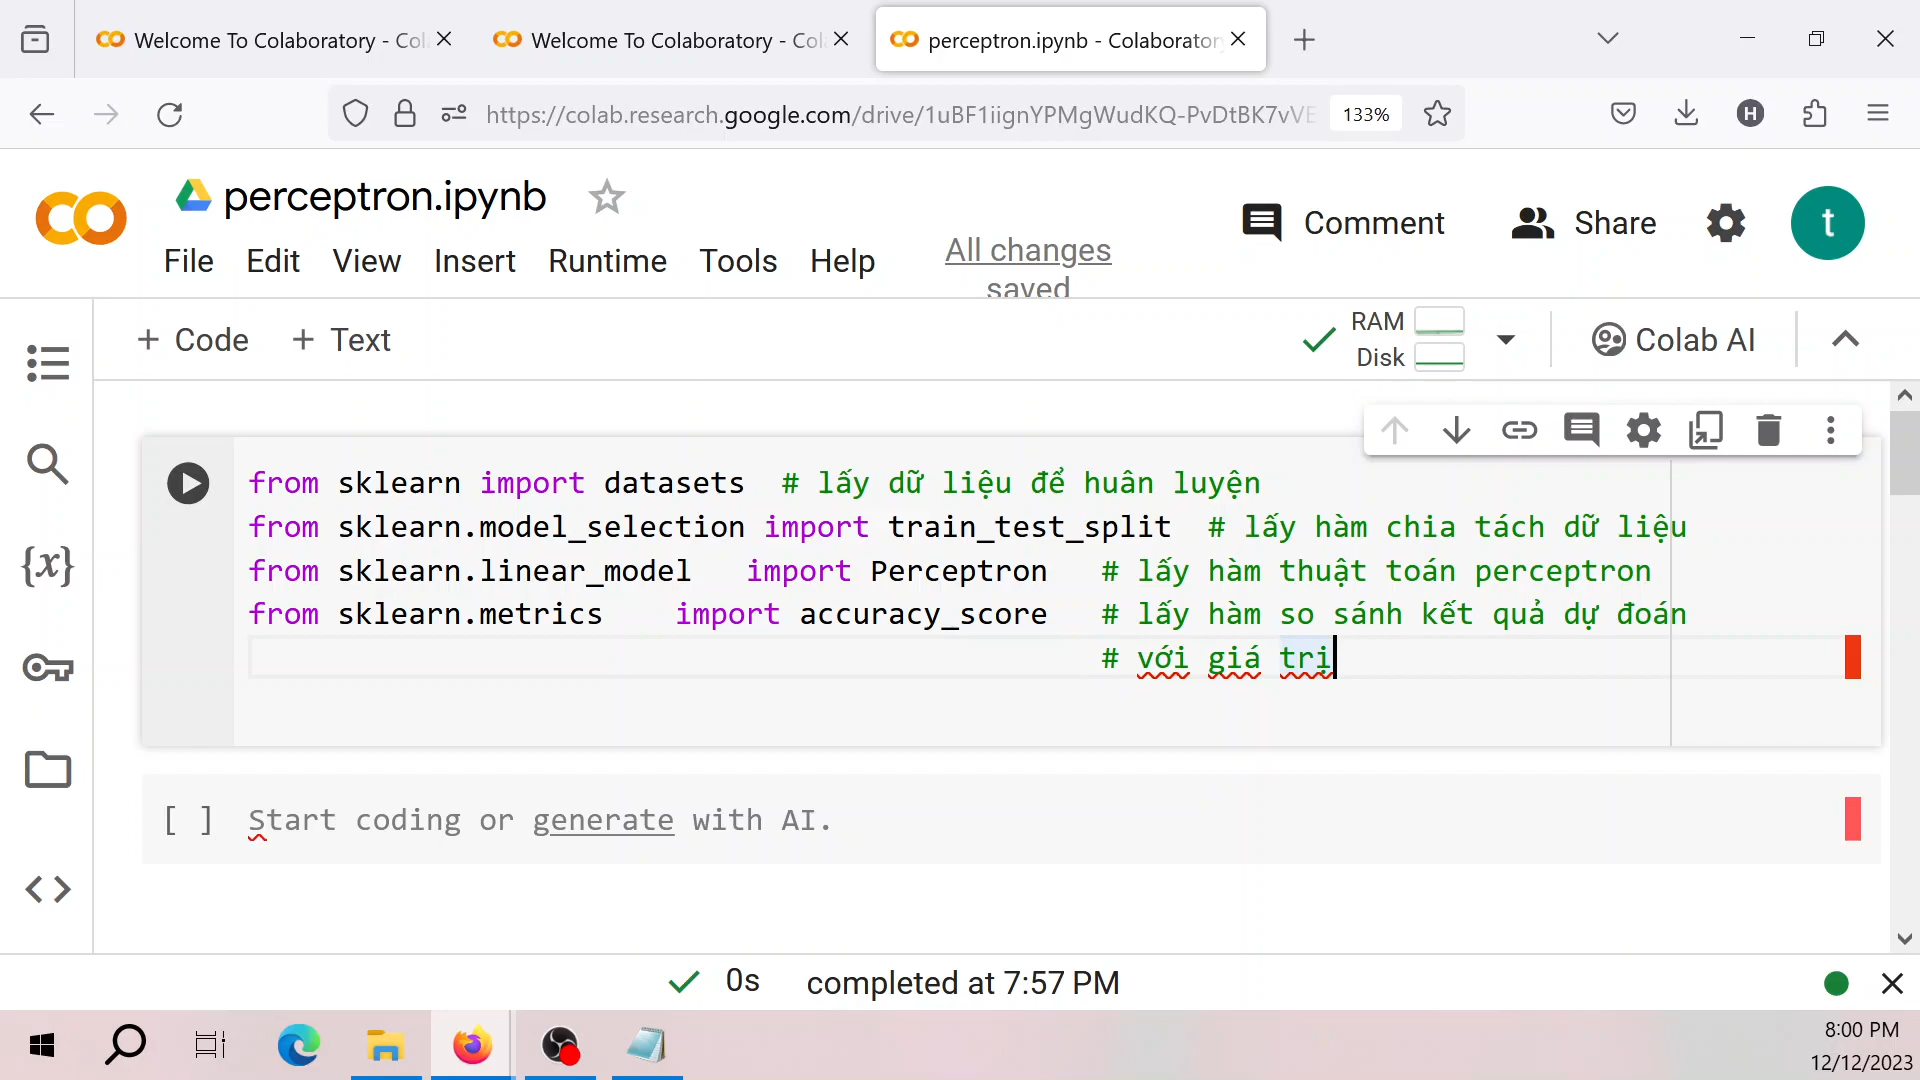 Welcome To Colaboratory - Col
Welcome To Colaboratory - Col
perceptron.ipynb - Colaboratory
https://colab.research.google.com/drive/1uBF1iignYPMgWudKQ-PvDtBK7vVE
133%
H
perceptron.ipynb
File Edit View Insert Runtime Tools Help
All changes saved
Comment
Share
t
+ Code + Text
RAM
Disk
Colab AI
from sklearn import datasets # lấy dữ liệu để huân luyện
from sklearn.model_selection import train_test_split # lấy hàm chia tách dữ liệu
from sklearn.linear_model import Perceptron # lấy hàm thuật toán perceptron
from sklearn.metrics import accuracy_score # lấy hàm so sánh kết quả dự đoán
# với giá trị
{x}
[ ] Start coding or generate with AI.
0s completed at 7:57 PM
8:00 PM
12/12/2023